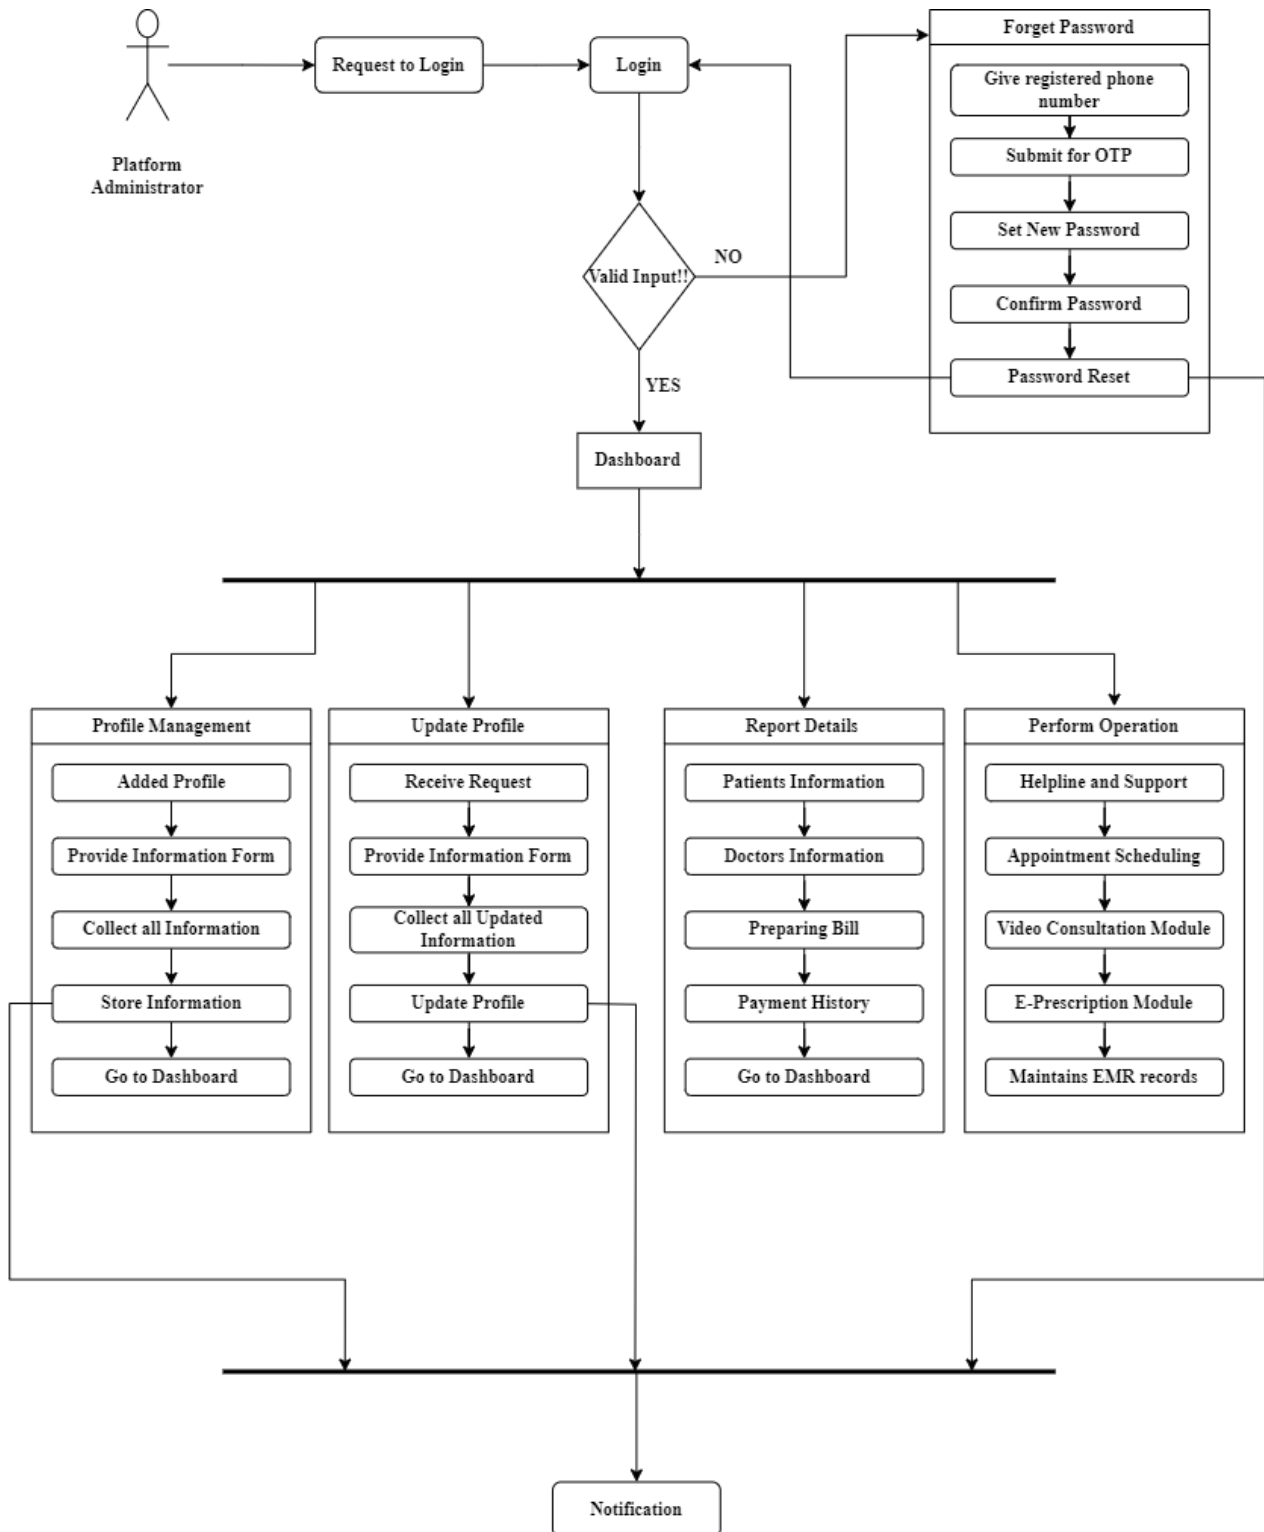 Platform
Administrator
Request to Login
Login
Forget Password
Give registered phone
number
Submit for OTP
Set New Password
Confirm Password
Password Reset
Valid Input!!
NO
YES
Dashboard
Profile Management
Added Profile
Provide Information Form
Collect all Information
Store Information
Go to Dashboard
Update Profile
Receive Request
Provide Information Form
Collect all Updated
Information
Update Profile
Go to Dashboard
Report Details
Patients Information
Doctors Information
Preparing Bill
Payment History
Go to Dashboard
Perform Operation
Helpline and Support
Appointment Scheduling
Video Consultation Module
E-Prescription Module
Maintains EMR records
Notification